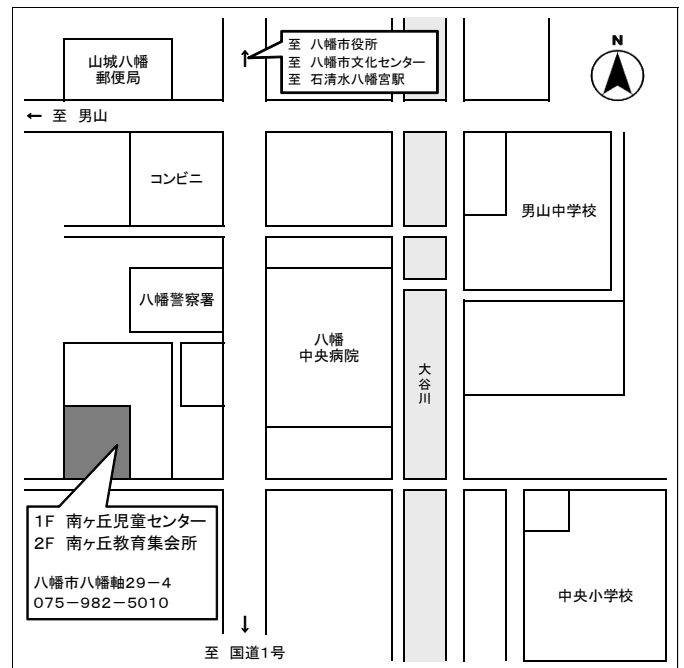 至 八幡市役所
至 八幡市文化センター
至 石清水八幡宮駅
↑
N
山城八幡
郵便局
← 至 男山
コンビニ
男山中学校
八幡警察署
八幡
中央病院
大谷川
1F 南ヶ丘児童センター
2F 南ヶ丘教育集会所
八幡市八幡軸29－4
075－982－5010
中央小学校
↓
至 国道1号